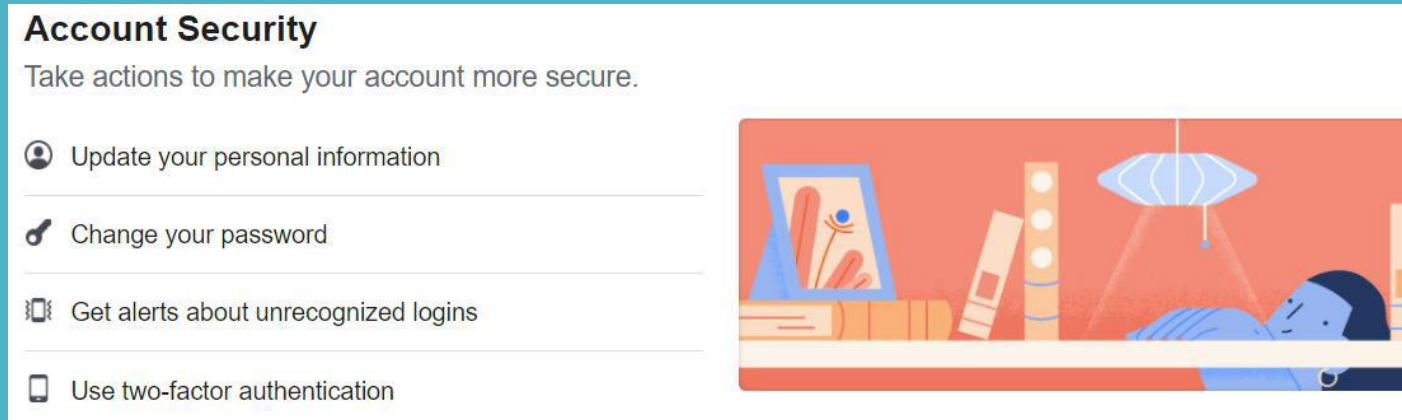 Account Security
Take actions to make your account more secure.
Update your personal information
Change your password
Get alerts about unrecognized logins
Use two-factor authentication